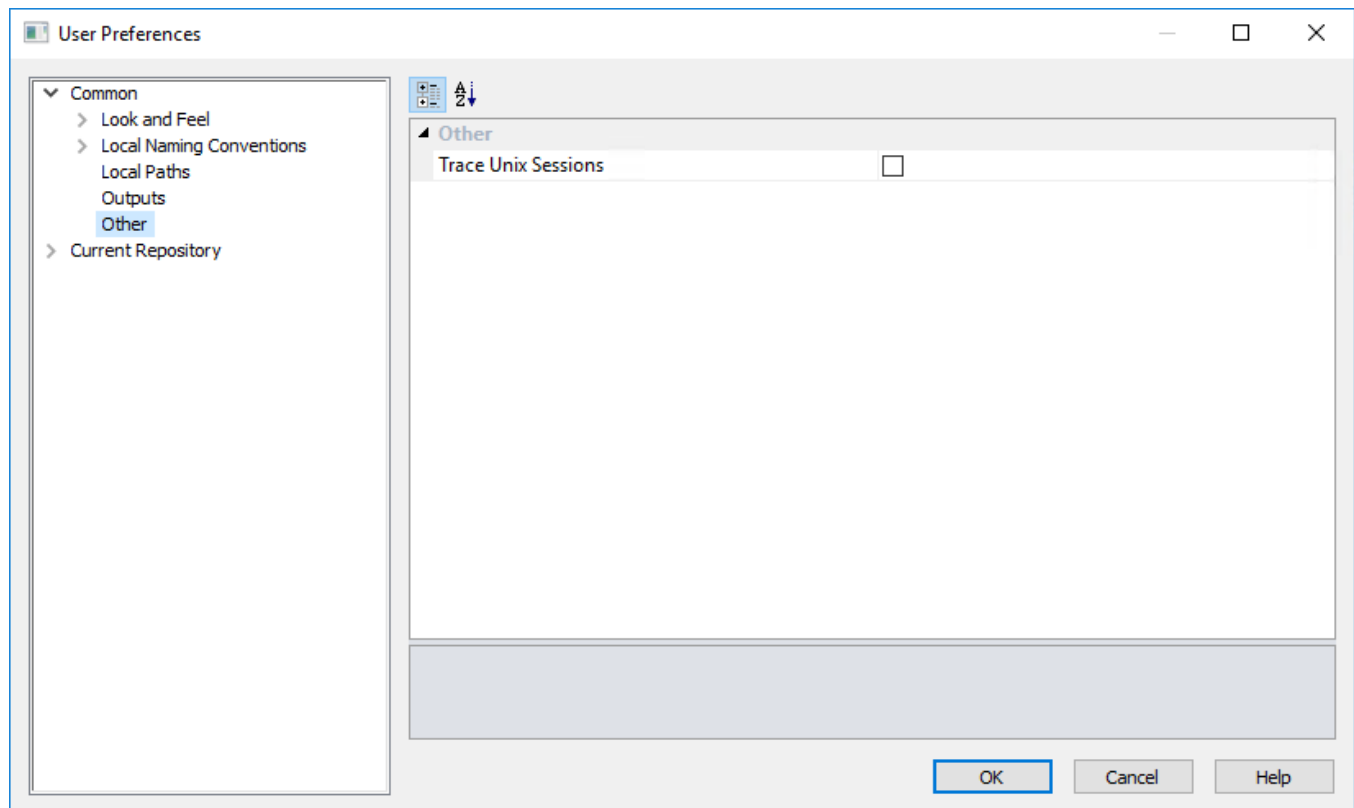 User Preferences
Common
Look and Feel
Local Naming Conventions
Local Paths
Outputs
Other
Current Repository
A
Z
Other
Trace Unix Sessions
OK
Cancel
Help